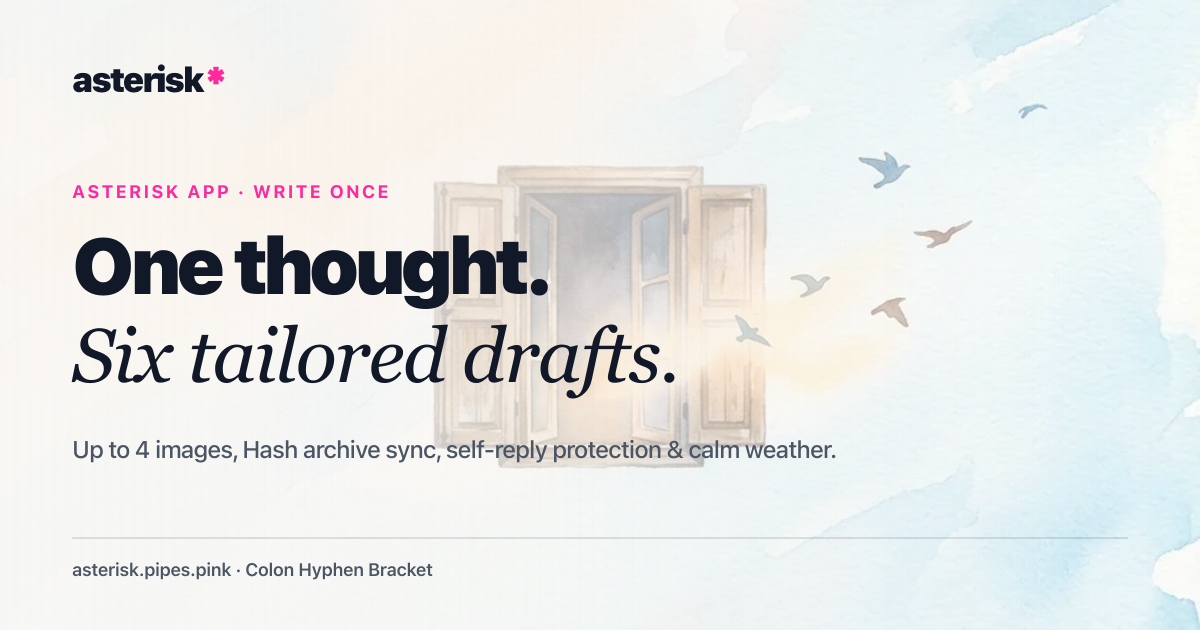 asterisk*
ASTERISK APP · WRITE ONCE
One thought.
Six tailored drafts.
Up to 4 images, Hash archive sync, self-reply protection & calm weather.
asterisk.pipes.pink · Colon Hyphen Bracket